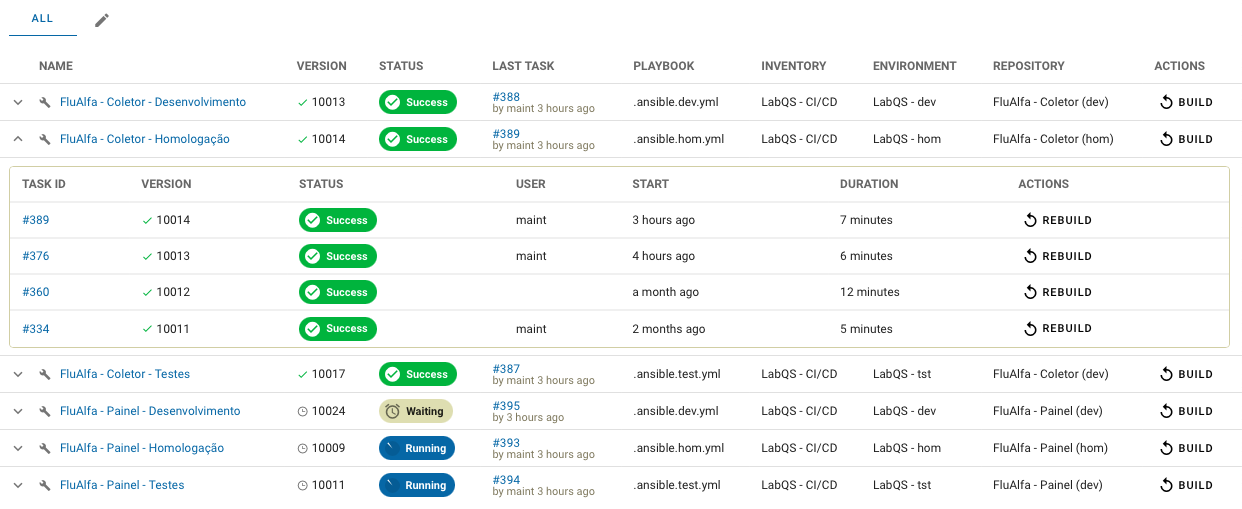 ALL
NAME VERSION STATUS LAST TASK PLAYBOOK INVENTORY ENVIRONMENT REPOSITORY ACTIONS
FluAlfa - Coletor - Desenvolvimento 10013 Success #388 .ansible.dev.yml LabQS - CI/CD LabQS - dev FluAlfa - Coletor (dev) BUILD
by maint 3 hours ago
FluAlfa - Coletor - Homologação 10014 Success #389 .ansible.hom.yml LabQS - CI/CD LabQS - hom FluAlfa - Coletor (hom) BUILD
by maint 3 hours ago
TASK ID VERSION STATUS USER START DURATION ACTIONS
#389 10014 Success maint 3 hours ago 7 minutes REBUILD
#376 10013 Success maint 4 hours ago 6 minutes REBUILD
#360 10012 Success a month ago 12 minutes REBUILD
#334 10011 Success maint 2 months ago 5 minutes REBUILD
FluAlfa - Coletor - Testes 10017 Success #387 .ansible.test.yml LabQS - CI/CD LabQS - tst FluAlfa - Coletor (dev) BUILD
by maint 3 hours ago
FluAlfa - Painel - Desenvolvimento 10024 Waiting #395 .ansible.dev.yml LabQS - CI/CD LabQS - dev FluAlfa - Painel (dev) BUILD
by 3 hours ago
FluAlfa - Painel - Homologação 10009 Running #393 .ansible.hom.yml LabQS - CI/CD LabQS - hom FluAlfa - Painel (hom) BUILD
by maint 3 hours ago
FluAlfa - Painel - Testes 10011 Running #394 .ansible.test.yml LabQS - CI/CD LabQS - tst FluAlfa - Painel (dev) BUILD
by maint 3 hours ago